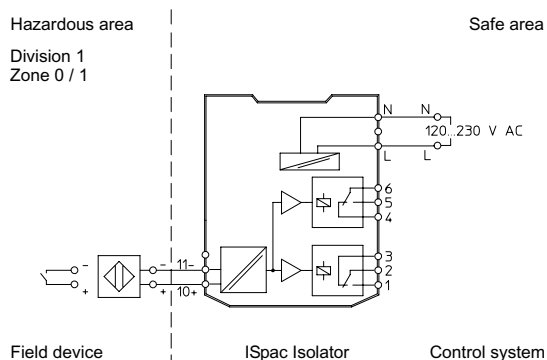 Hazardous area
Safe area
Division 1
Zone 0 / 1
N N
120...230 V AC
L L
6
5
4
3
- - 11-
2
+ + 10+
1
Field device
ISpac Isolator
Control system